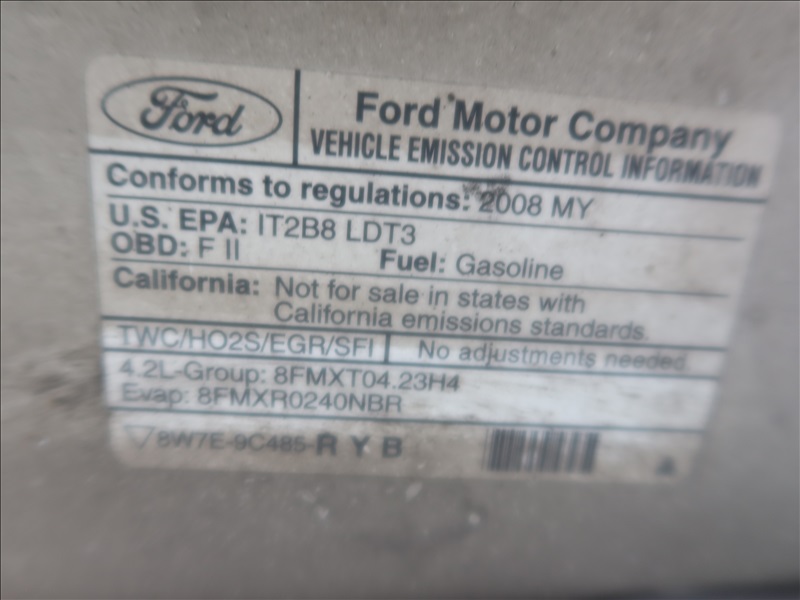 Ford
Ford Motor Company
VEHICLE EMISSION CONTROL INFORMATION
Conforms to regulations: 2008 MY
U.S. EPA: IT2B8 LDT3
OBD: F II Fuel: Gasoline
California: Not for sale in states with
California emissions standards.
TWC/HO2S/EGR/SFI No adjustments needed.
4.2L-Group: 8FMXT04.23H4
Evap: 8FMXR0240NBR
8W7E-9C485-R Y B